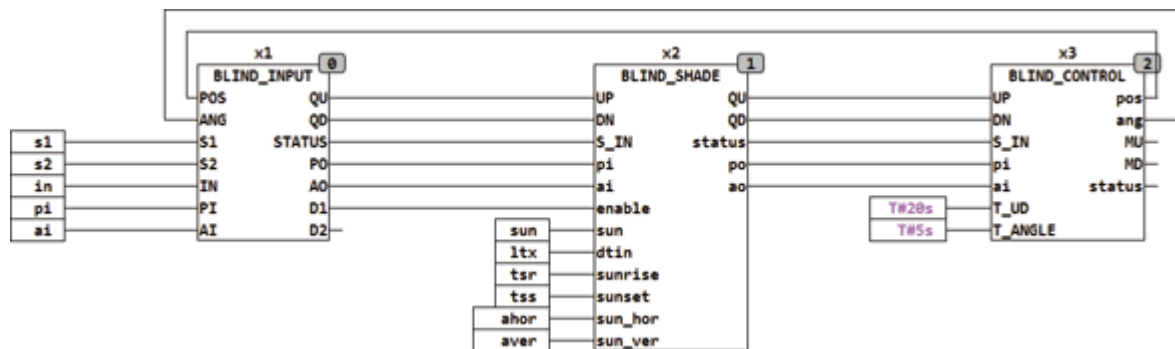 x1 x2 x3
0 1 2
BLIND_INPUT BLIND_SHADE BLIND_CONTROL
POS QU UP QU UP pos
ANG QD DN QD DN ang
s1 S1 STATUS S_IN status S_IN MU
s2 S2 PO pi po pi MD
in IN AO ai ao ai status
pi PI D1 enable T#20s T_UD
ai AI D2 sun sun T#5s T_ANGLE
ltx dtin
tsr sunrise
tss sunset
ahor sun_hor
aver sun_ver